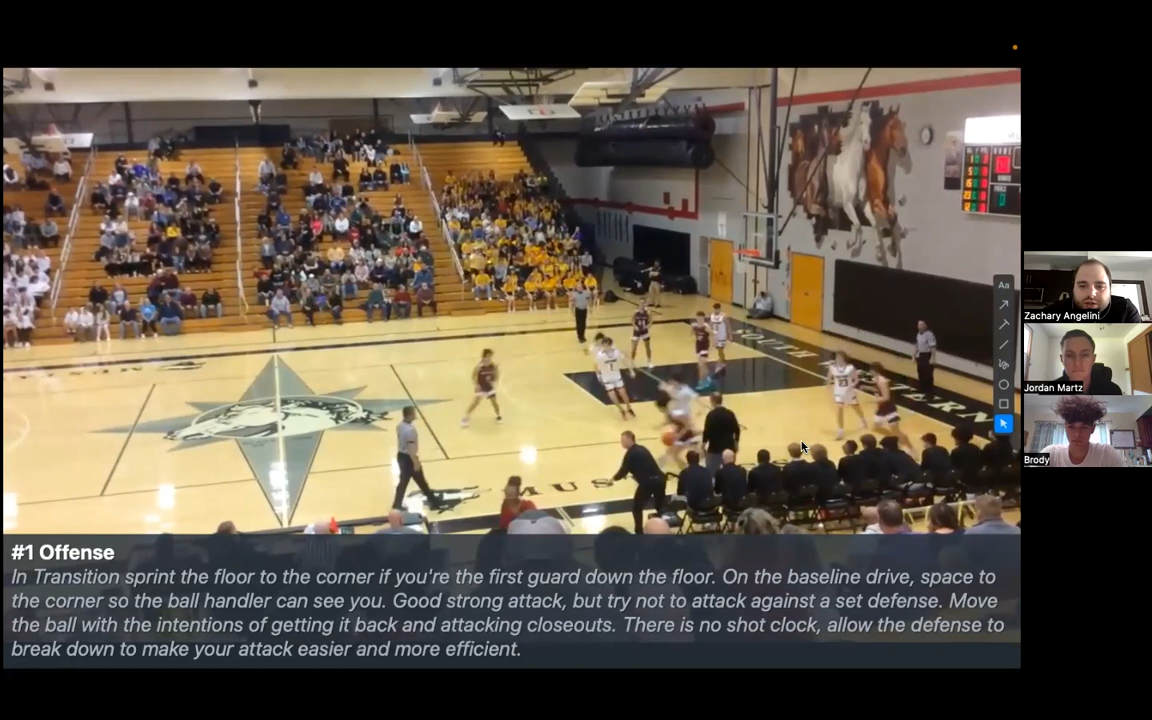 SOUTH
TERN
MUS
Aa
Zachary Angelini
Jordan Martz
Brody
#1 Offense
In Transition sprint the floor to the corner if you're the first guard down the floor. On the baseline drive, space to
the corner so the ball handler can see you. Good strong attack, but try not to attack against a set defense. Move
the ball with the intentions of getting it back and attacking closeouts. There is no shot clock, allow the defense to
break down to make your attack easier and more efficient.